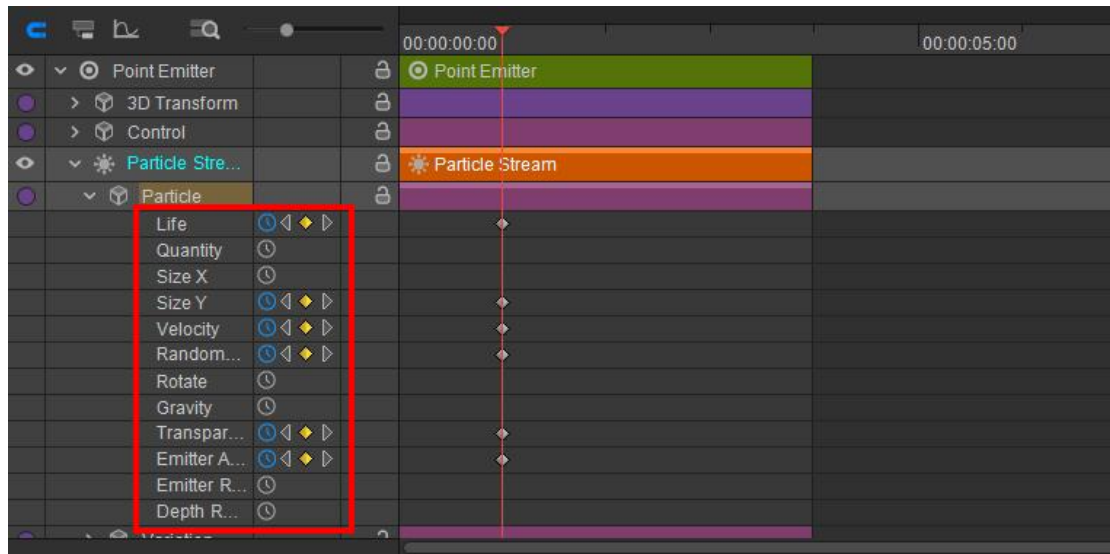 00:00:00:00 00:00:05:00
Point Emitter Point Emitter
3D Transform
Control
Particle Stre... Particle Stream
Particle
Life
Quantity
Size X
Size Y
Velocity
Random...
Rotate
Gravity
Transpar...
Emitter A...
Emitter R...
Depth R...
Variation